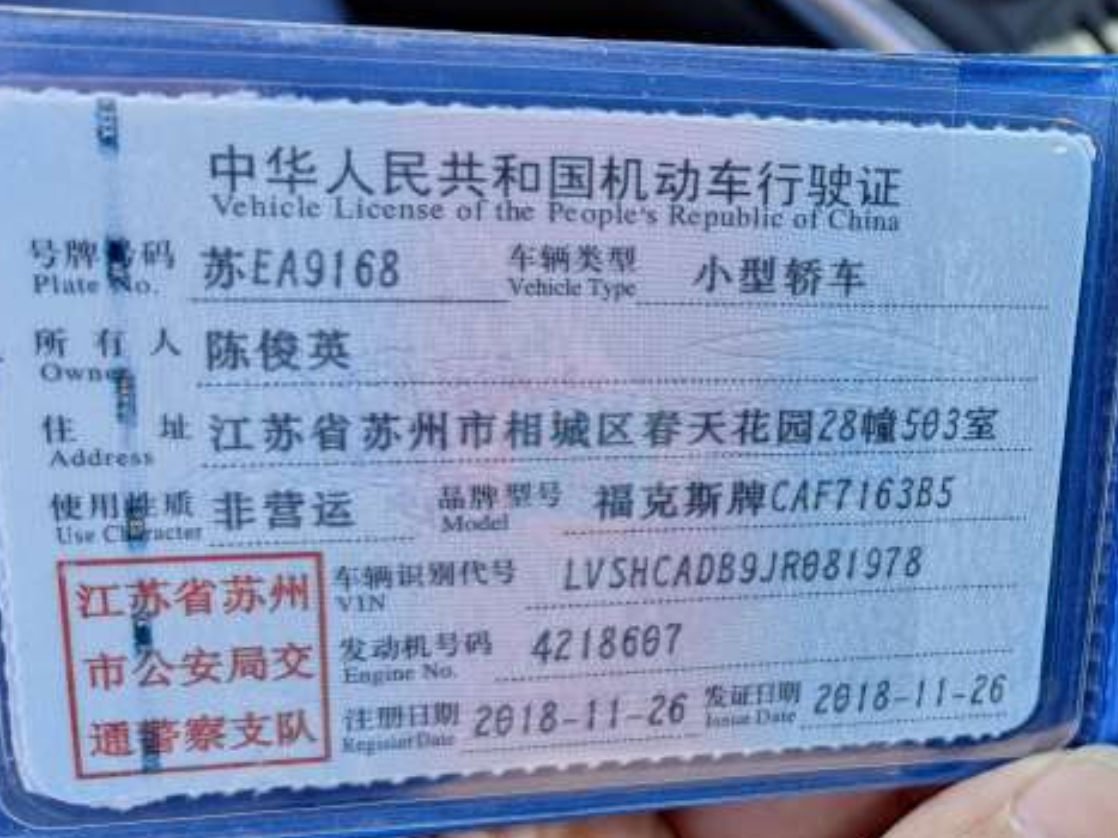 中华人民共和国机动车行驶证
Vehicle License of the People's Republic of China
号牌号码 苏EA9168 车辆类型 小型轿车
Plate No. Vehicle Type
所有人 陈俊英
Owner
住址 江苏省苏州市相城区春天花园28幢503室
Address
使用性质 非营运 品牌型号 福克斯牌CAF7163B5
Use Character Model
车辆识别代号 LVSHCADB9JR081978
VIN
发动机号码 4218607
Engine No.
注册日期 2018-11-26 发证日期 2018-11-26
Register Date Issue Date
江苏省苏州
市公安局交
通警察支队